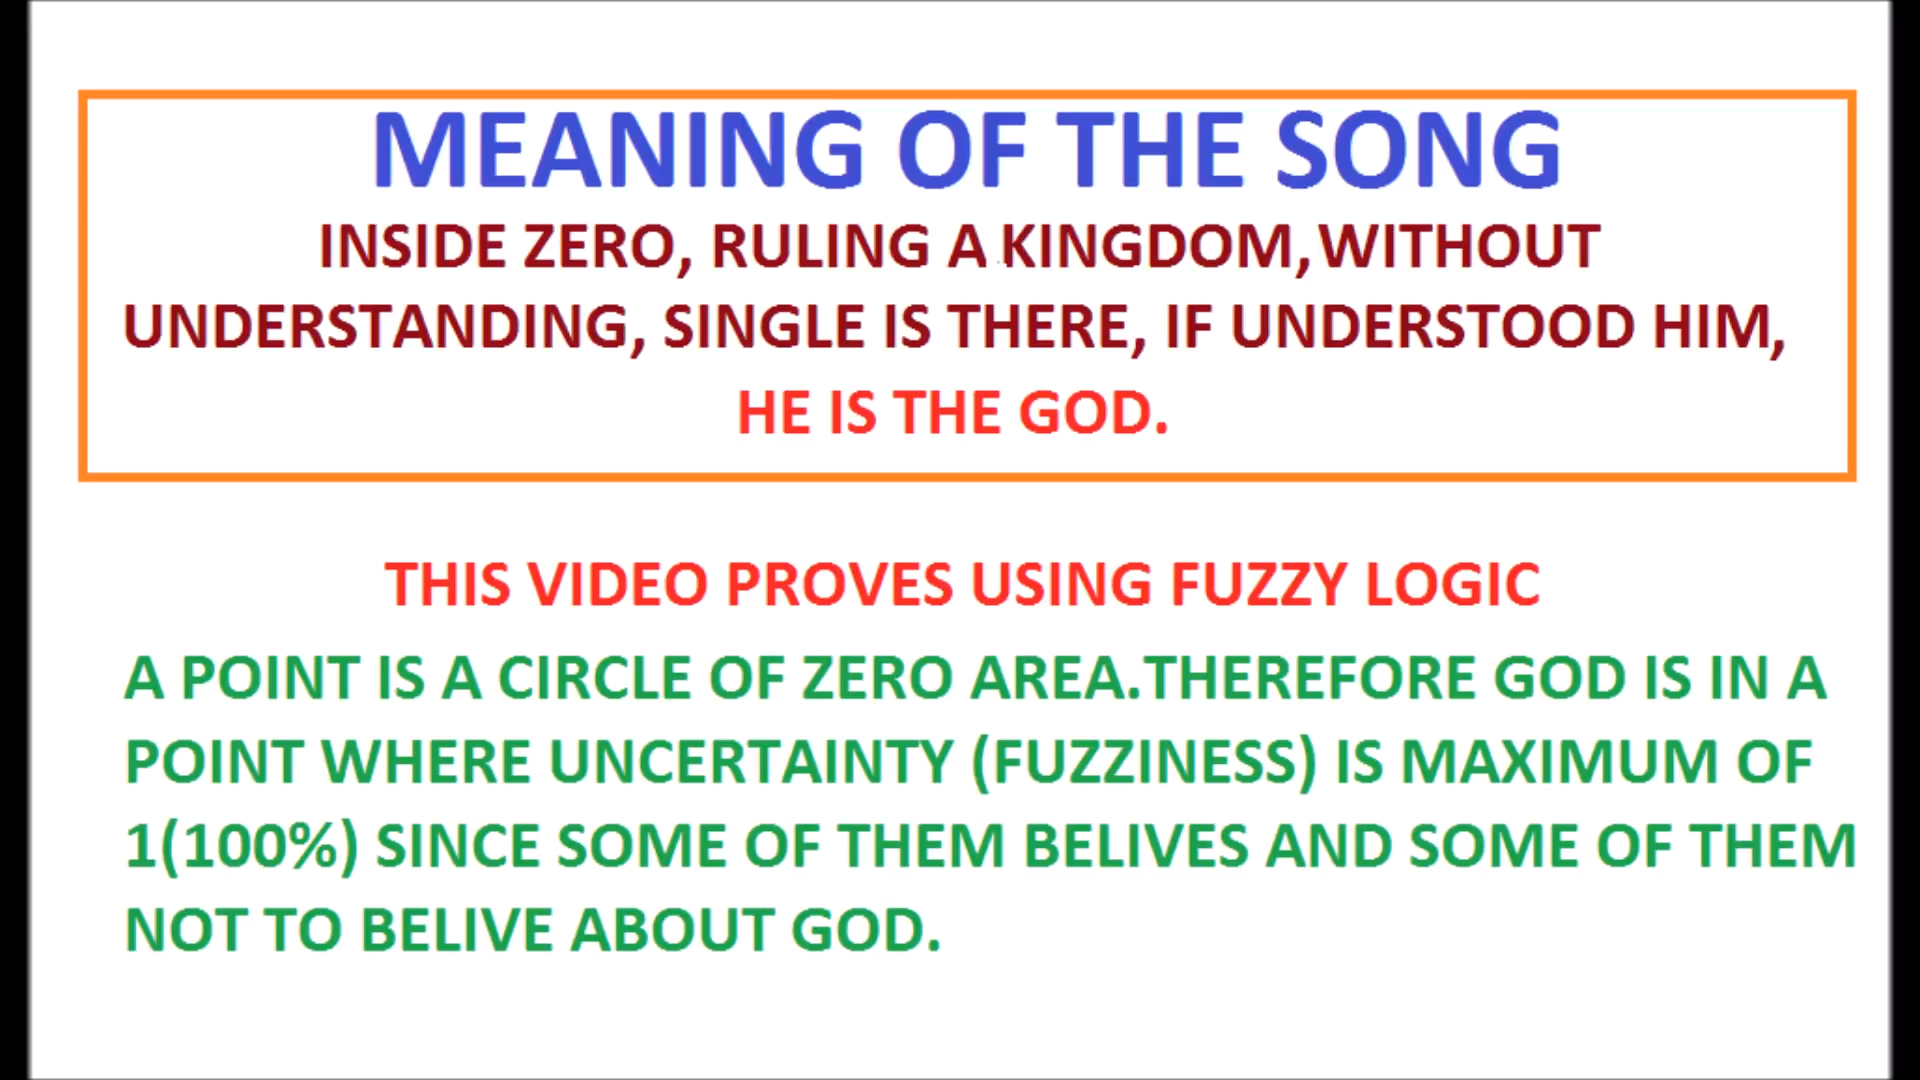 MEANING OF THE SONG
INSIDE ZERO, RULING A KINGDOM,WITHOUT
UNDERSTANDING, SINGLE IS THERE, IF UNDERSTOOD HIM,
HE IS THE GOD.
THIS VIDEO PROVES USING FUZZY LOGIC
A POINT IS A CIRCLE OF ZERO AREA.THEREFORE GOD IS IN A
POINT WHERE UNCERTAINTY (FUZZINESS) IS MAXIMUM OF
1(100%) SINCE SOME OF THEM BELIVES AND SOME OF THEM
NOT TO BELIVE ABOUT GOD.